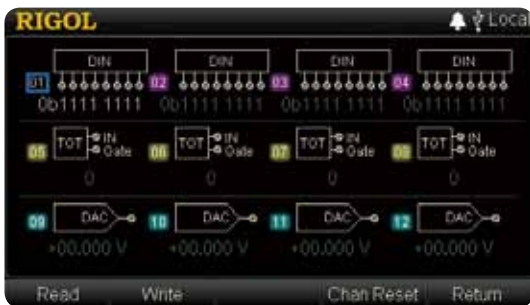 RIGOL Local
DIN DIN DIN DIN
01 02 03 04
0b1111 1111 0b1111 1111 0b1111 1111 0b1111 1111
05 TOT IN Gate 06 TOT IN Gate 07 TOT IN Gate 08 TOT IN Gate
0 0 0 0
09 DAC 10 DAC 11 DAC 12 DAC
+00.000 V +00.000 V +00.000 V +00.000 V
Read Write Chan Reset Return